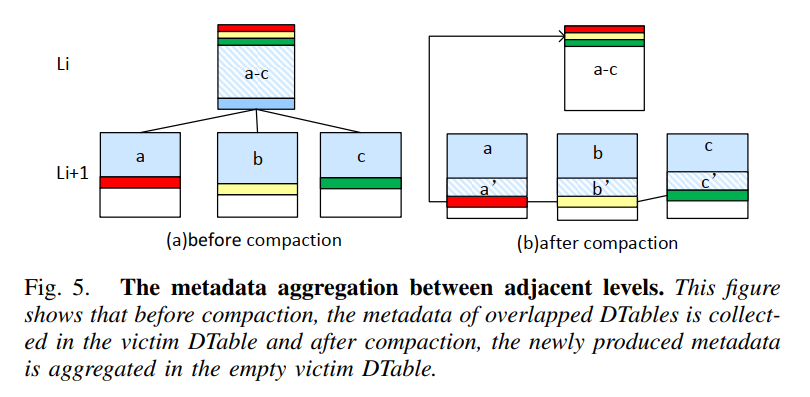 Li
a-c
a-c
Li+1
a
b
c
a
b
c
a’
b’
c’
(a)before compaction
(b)after compaction
Fig. 5. The metadata aggregation between adjacent levels. This figure
shows that before compaction, the metadata of overlapped DTables is collect-
ed in the victim DTable and after compaction, the newly produced metadata
is aggregated in the empty victim DTable.